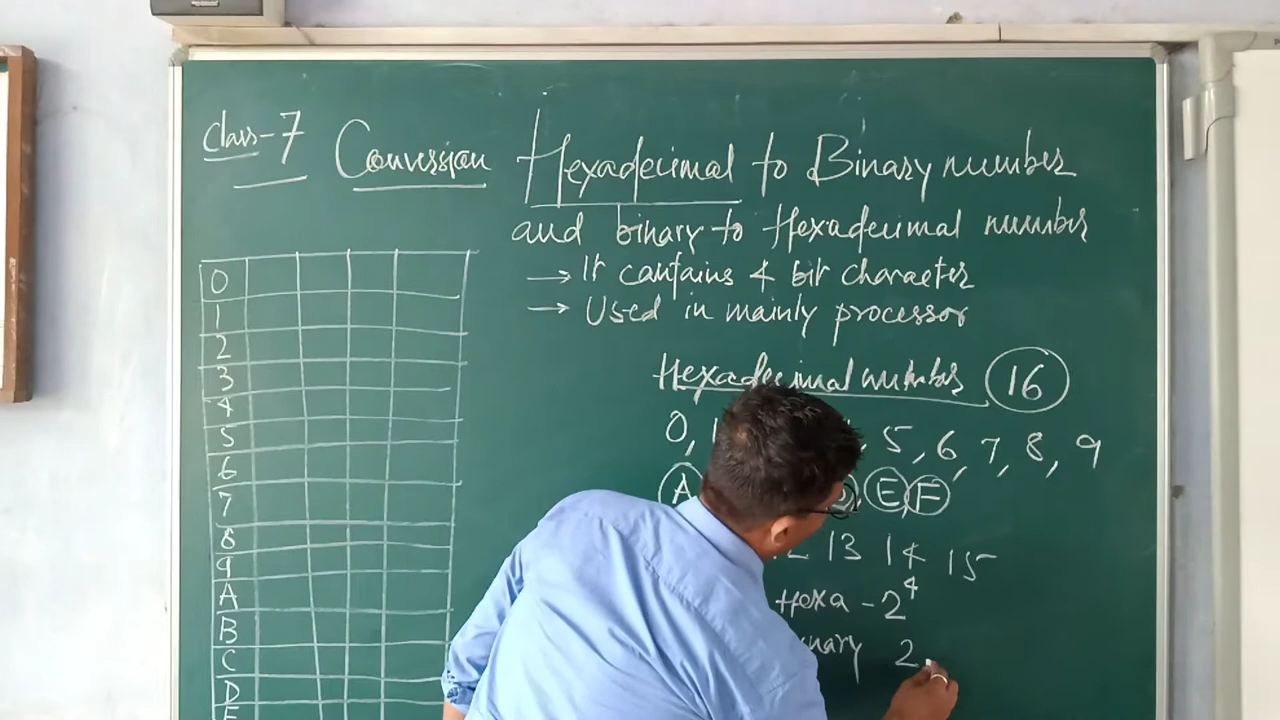 Class-7 Conversion Hexadecimal to Binary number
and binary to Hexadecimal number
→ It contains 4 bit character
→ Used in mainly processor
Hexadecimal number 16
0, 5, 6, 7, 8, 9
A E, F
13 14 15
Hexa - 2⁴
2
0
1
2
3
4
5
6
7
8
9
A
B
C
D